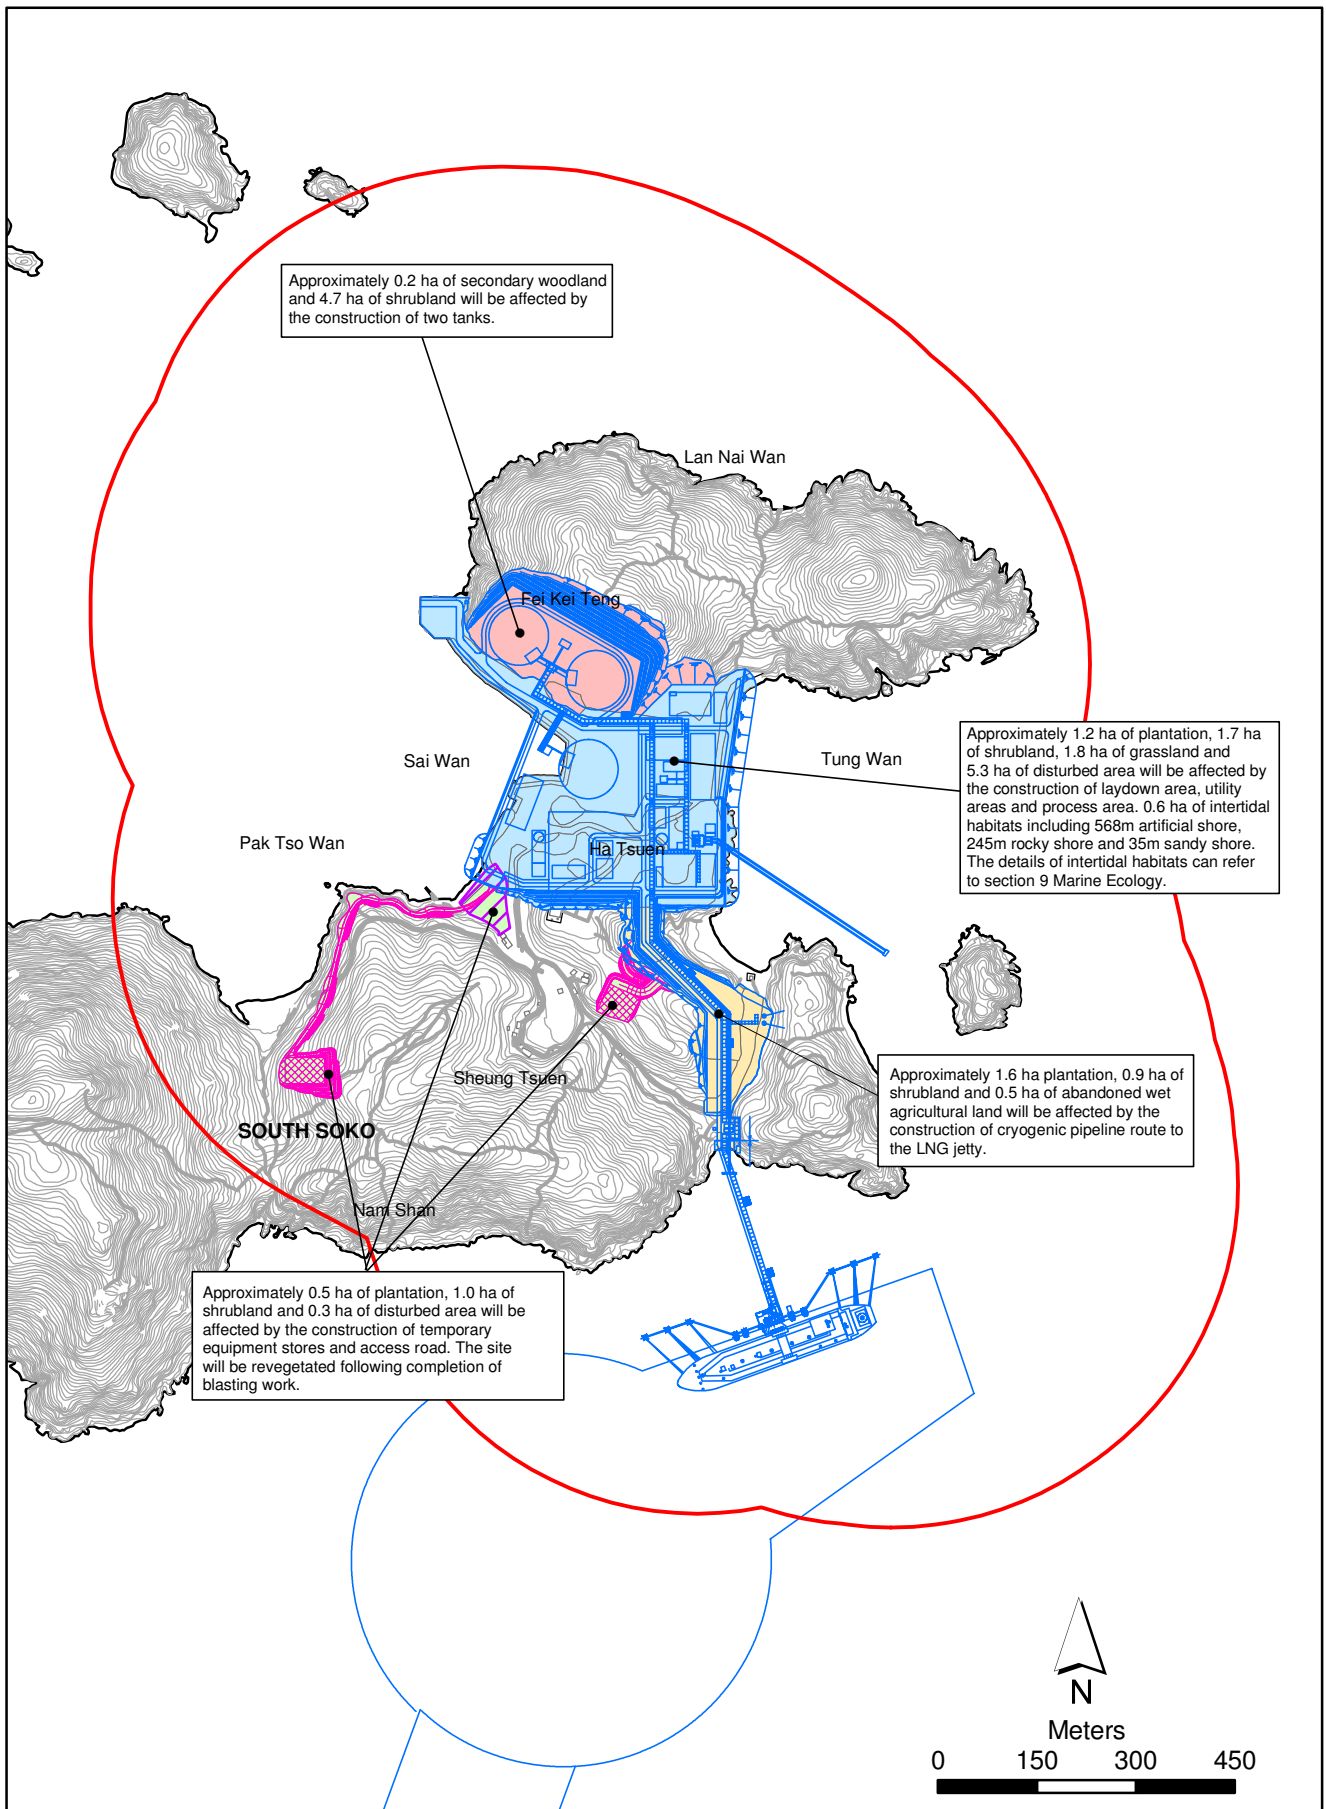 Approximately 0.2 ha of secondary woodland
and 4.7 ha of shrubland will be affected by
the construction of two tanks.
Lan Nai Wan
Fei Kei Teng
Sai Wan
Tung Wan
Approximately 1.2 ha of plantation, 1.7 ha
of shrubland, 1.8 ha of grassland and
5.3 ha of disturbed area will be affected by
the construction of laydown area, utility
areas and process area. 0.6 ha of intertidal
habitats including 568m artificial shore,
245m rocky shore and 35m sandy shore.
The details of intertidal habitats can refer
to section 9 Marine Ecology.
Pak Tso Wan
Ha Tsuen
Sheung Tsuen
Approximately 1.6 ha plantation, 0.9 ha of
shrubland and 0.5 ha of abandoned wet
agricultural land will be affected by the
construction of cryogenic pipeline route to
the LNG jetty.
SOUTH SOKO
Nam Shan
Approximately 0.5 ha of plantation, 1.0 ha of
shrubland and 0.3 ha of disturbed area will be
affected by the construction of temporary
equipment stores and access road. The site
will be revegetated following completion of
blasting work.
N
Meters
0 150 300 450